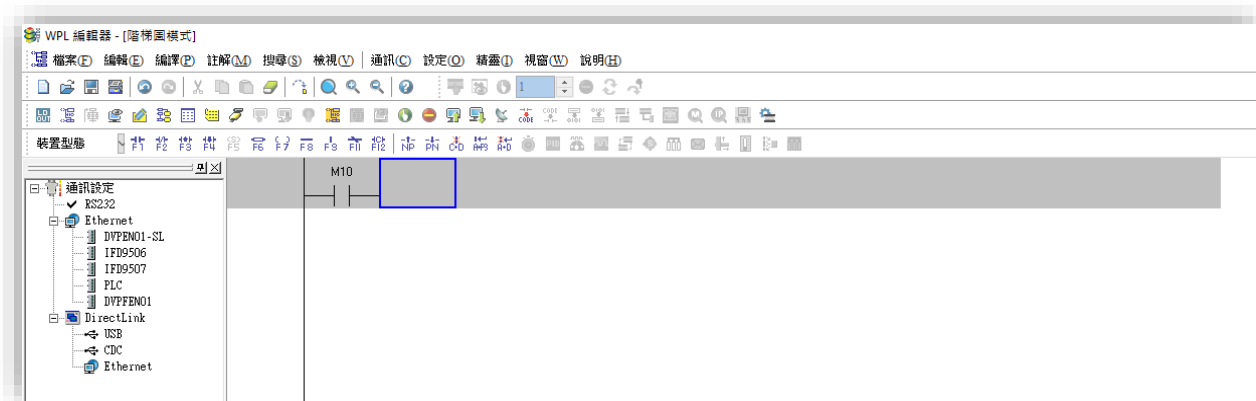 WPL 編輯器 - [階梯圖模式]
檔案(F) 編輯(E) 編譯(P) 註解(M) 搜尋(S) 檢視(V) 通訊(C) 設定(O) 精靈(I) 視窗(W) 說明(H)
1
裝置型態 F1 F2 F3 F4 F5 F6 F7 F8 F9 F11 F12 NP PN
M10
通訊設定
RS232
Ethernet
DVPEN01-SL
IFD9506
IFD9507
PLC
DVPFEN01
DirectLink
USB
CDC
Ethernet